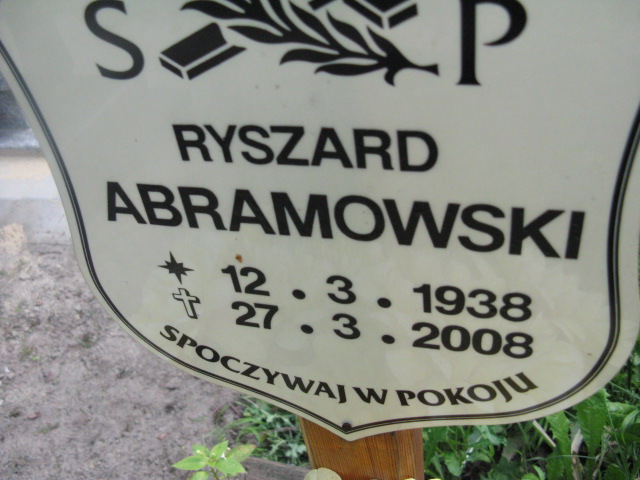 S P
RYSZARD
ABRAMOWSKI
12 . 3 . 1938
27 . 3 . 2008
SPOCZYWAJ W POKOJU